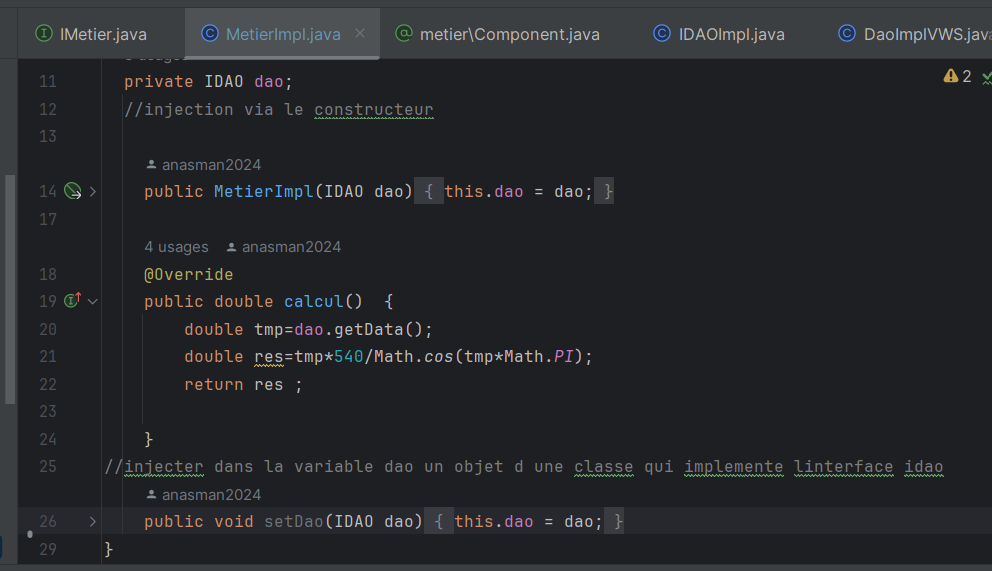 IMetier.java MetierImpl.java metier\Component.java IDAOImpl.java DaoImplVWS.java
11 private IDAO dao; 2
12 //injection via le constructeur
13
anasman2024
14 public MetierImpl(IDAO dao) { this.dao = dao; }
17
4 usages anasman2024
18 @Override
19 public double calcul()  {
20 double tmp=dao.getData();
21 double res=tmp*540/Math.cos(tmp*Math.PI);
22 return res ;
23
24 }
25 //injecter dans la variable dao un objet d une classe qui implemente linterface idao
anasman2024
26 public void setDao(IDAO dao) { this.dao = dao; }
29 }